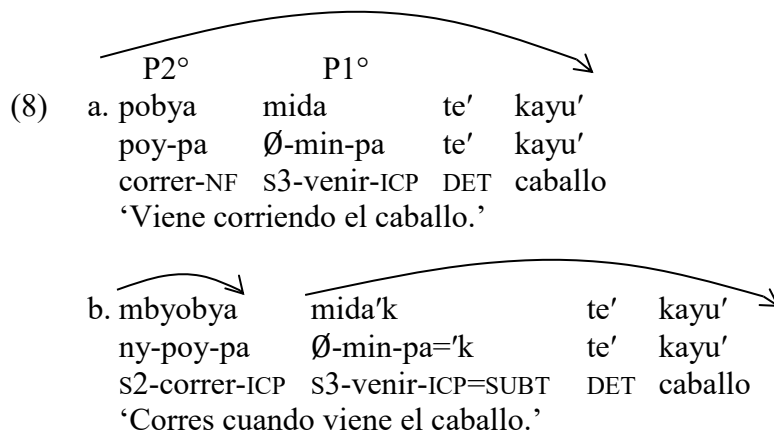 P2° P1°
(8) a. pobya mida te′ kayu′
poy-pa Ø-min-pa te′ kayu′
correr-NF S3-venir-ICP DET caballo
‘Viene corriendo el caballo.’
b. mbyobya mida′k te′ kayu′
ny-poy-pa Ø-min-pa=′k te′ kayu′
S2-correr-ICP S3-venir-ICP=SUBT DET caballo
‘Corres cuando viene el caballo.’